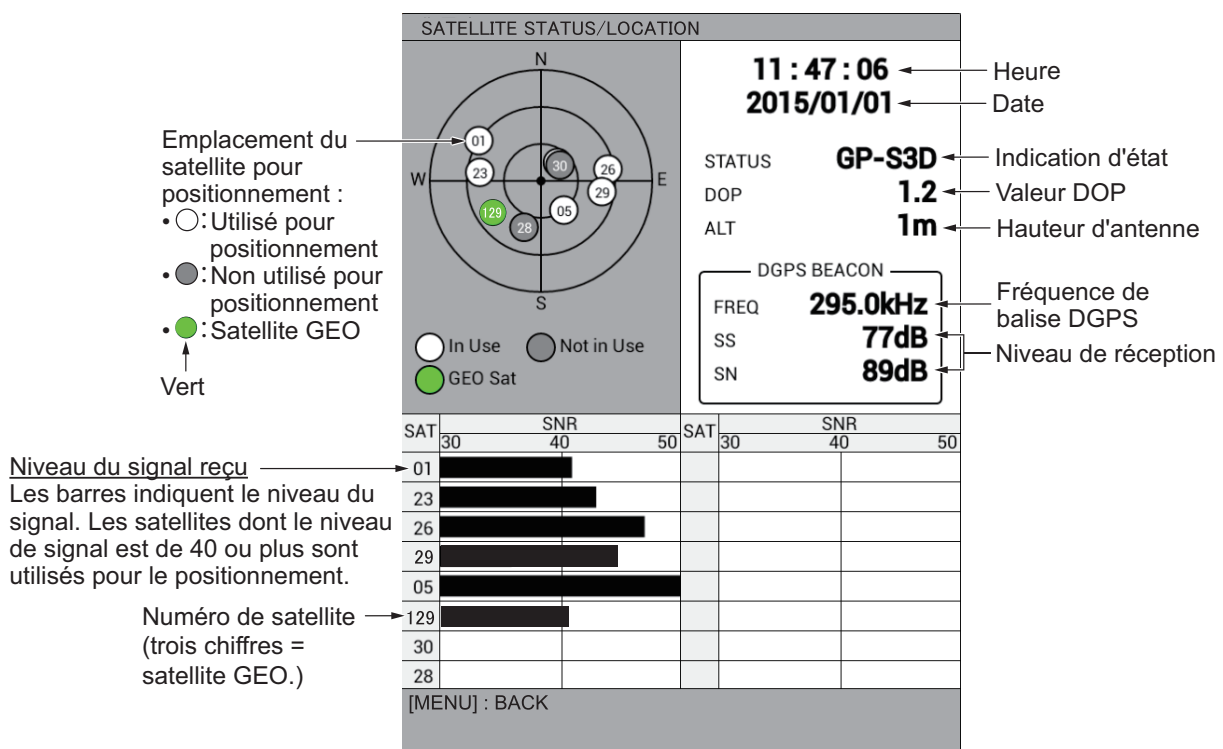 SATELLITE STATUS/LOCATION
N
W
E
S
01
23
30
26
29
05
129
28
In Use
Not in Use
GEO Sat
11 : 47 : 06
2015/01/01
STATUS GP-S3D
DOP 1.2
ALT 1m
DGPS BEACON
FREQ 295.0kHz
SS 77dB
SN 89dB
Heure
Date
Indication d'état
Valeur DOP
Hauteur d'antenne
Fréquence de
balise DGPS
Niveau de réception
Emplacement du
satellite pour
positionnement :
• : Utilisé pour
positionnement
• : Non utilisé pour
positionnement
• : Satellite GEO
Vert
SAT SNR SAT SNR
30 40 50 30 40 50
01
23
26
29
05
129
30
28
Niveau du signal reçu
Les barres indiquent le niveau du
signal. Les satellites dont le niveau
de signal est de 40 ou plus sont
utilisés pour le positionnement.
Numéro de satellite
(trois chiffres =
satellite GEO.)
[MENU] : BACK